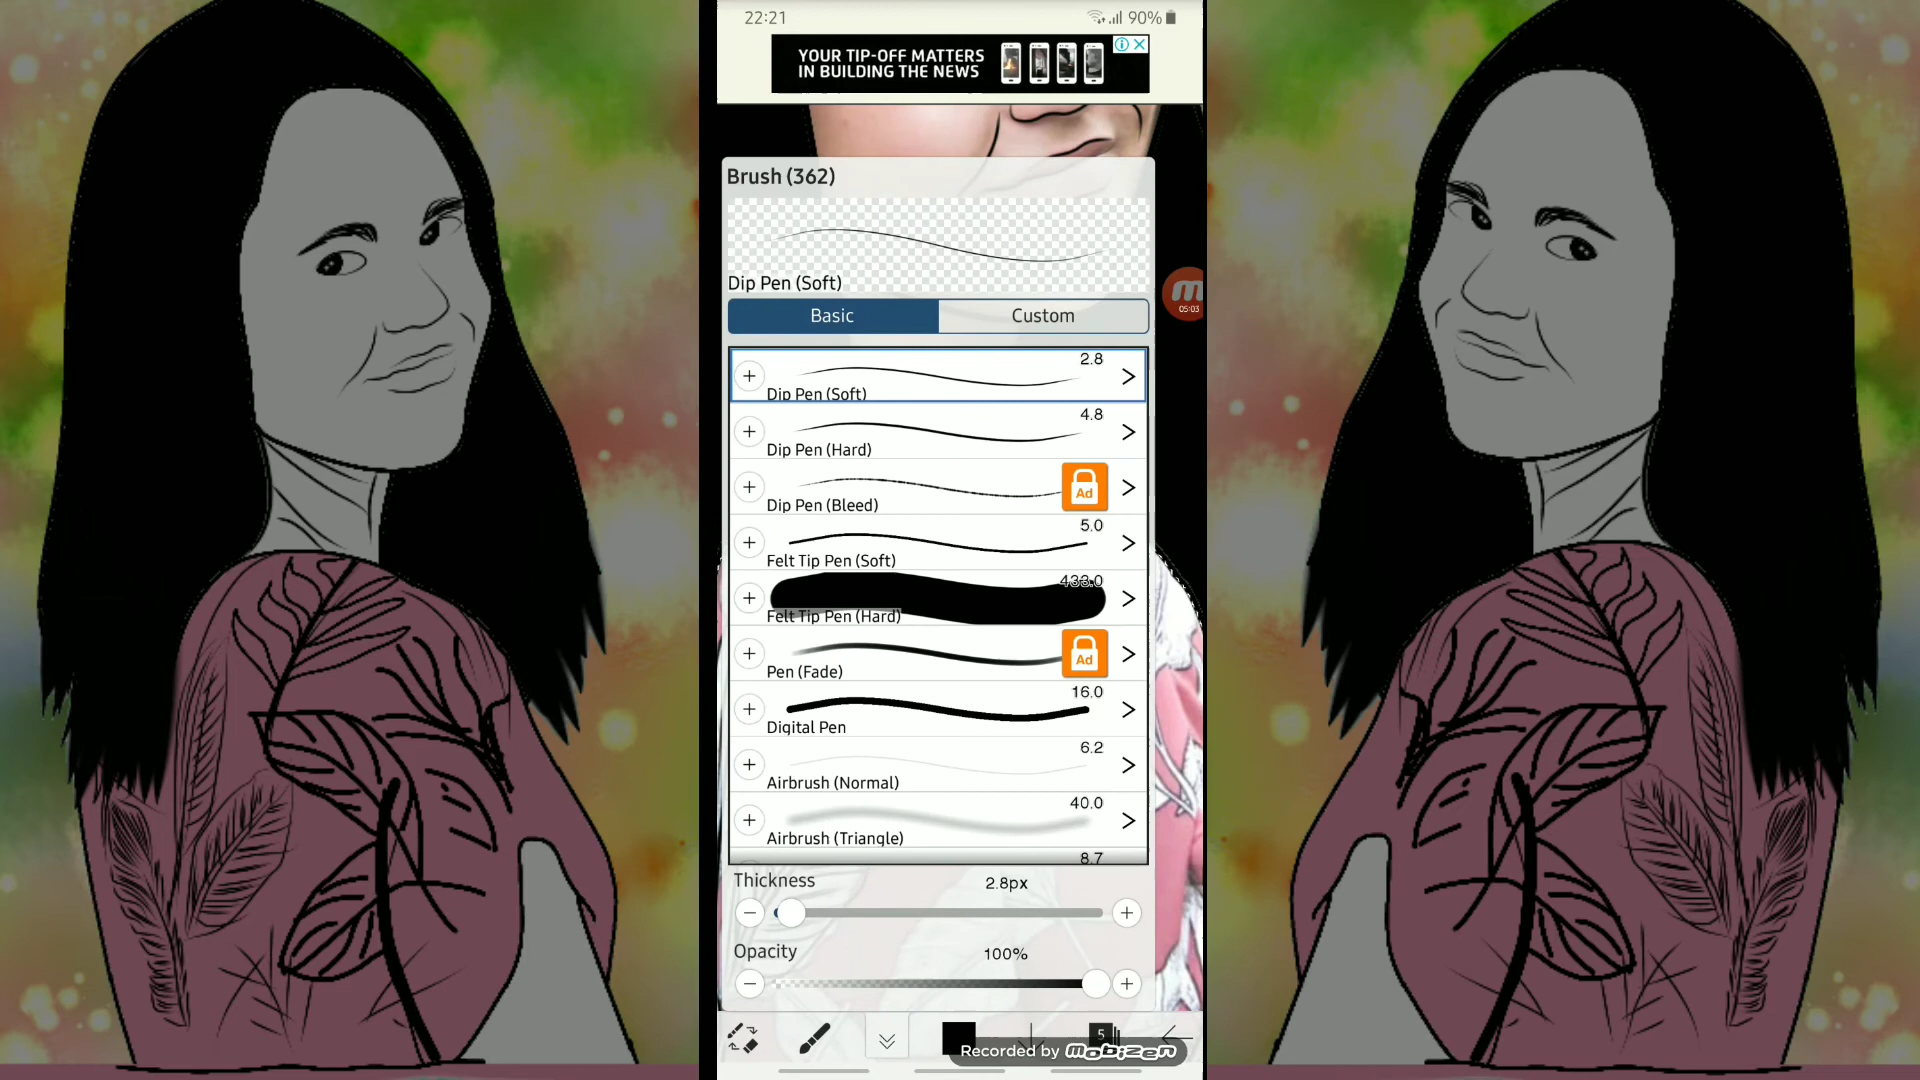 22:21
90%
YOUR TIP-OFF MATTERS
IN BUILDING THE NEWS
Brush (362)
Dip Pen (Soft)
05:03
Basic
Custom
2.8
Dip Pen (Soft)
4.8
Dip Pen (Hard)
Ad
Dip Pen (Bleed)
5.0
Felt Tip Pen (Soft)
433.0
Felt Tip Pen (Hard)
Ad
Pen (Fade)
16.0
Digital Pen
6.2
Airbrush (Normal)
40.0
Airbrush (Triangle)
8.7
Thickness
2.8px
Opacity
100%
5
Recorded by mobizen